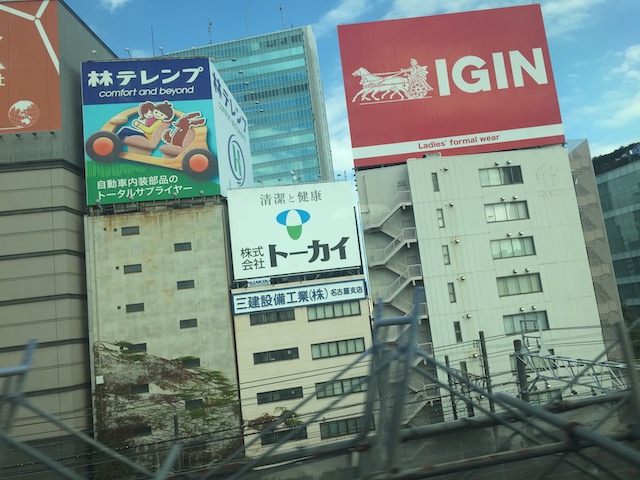 林テレンプ
comfort and beyond
自動車内装部品の
トータルサプライヤー
清潔と健康
株式会社トーカイ
SANKEN
三建設備工業(株) 名古屋支店
IGIN
Ladies' formal wear